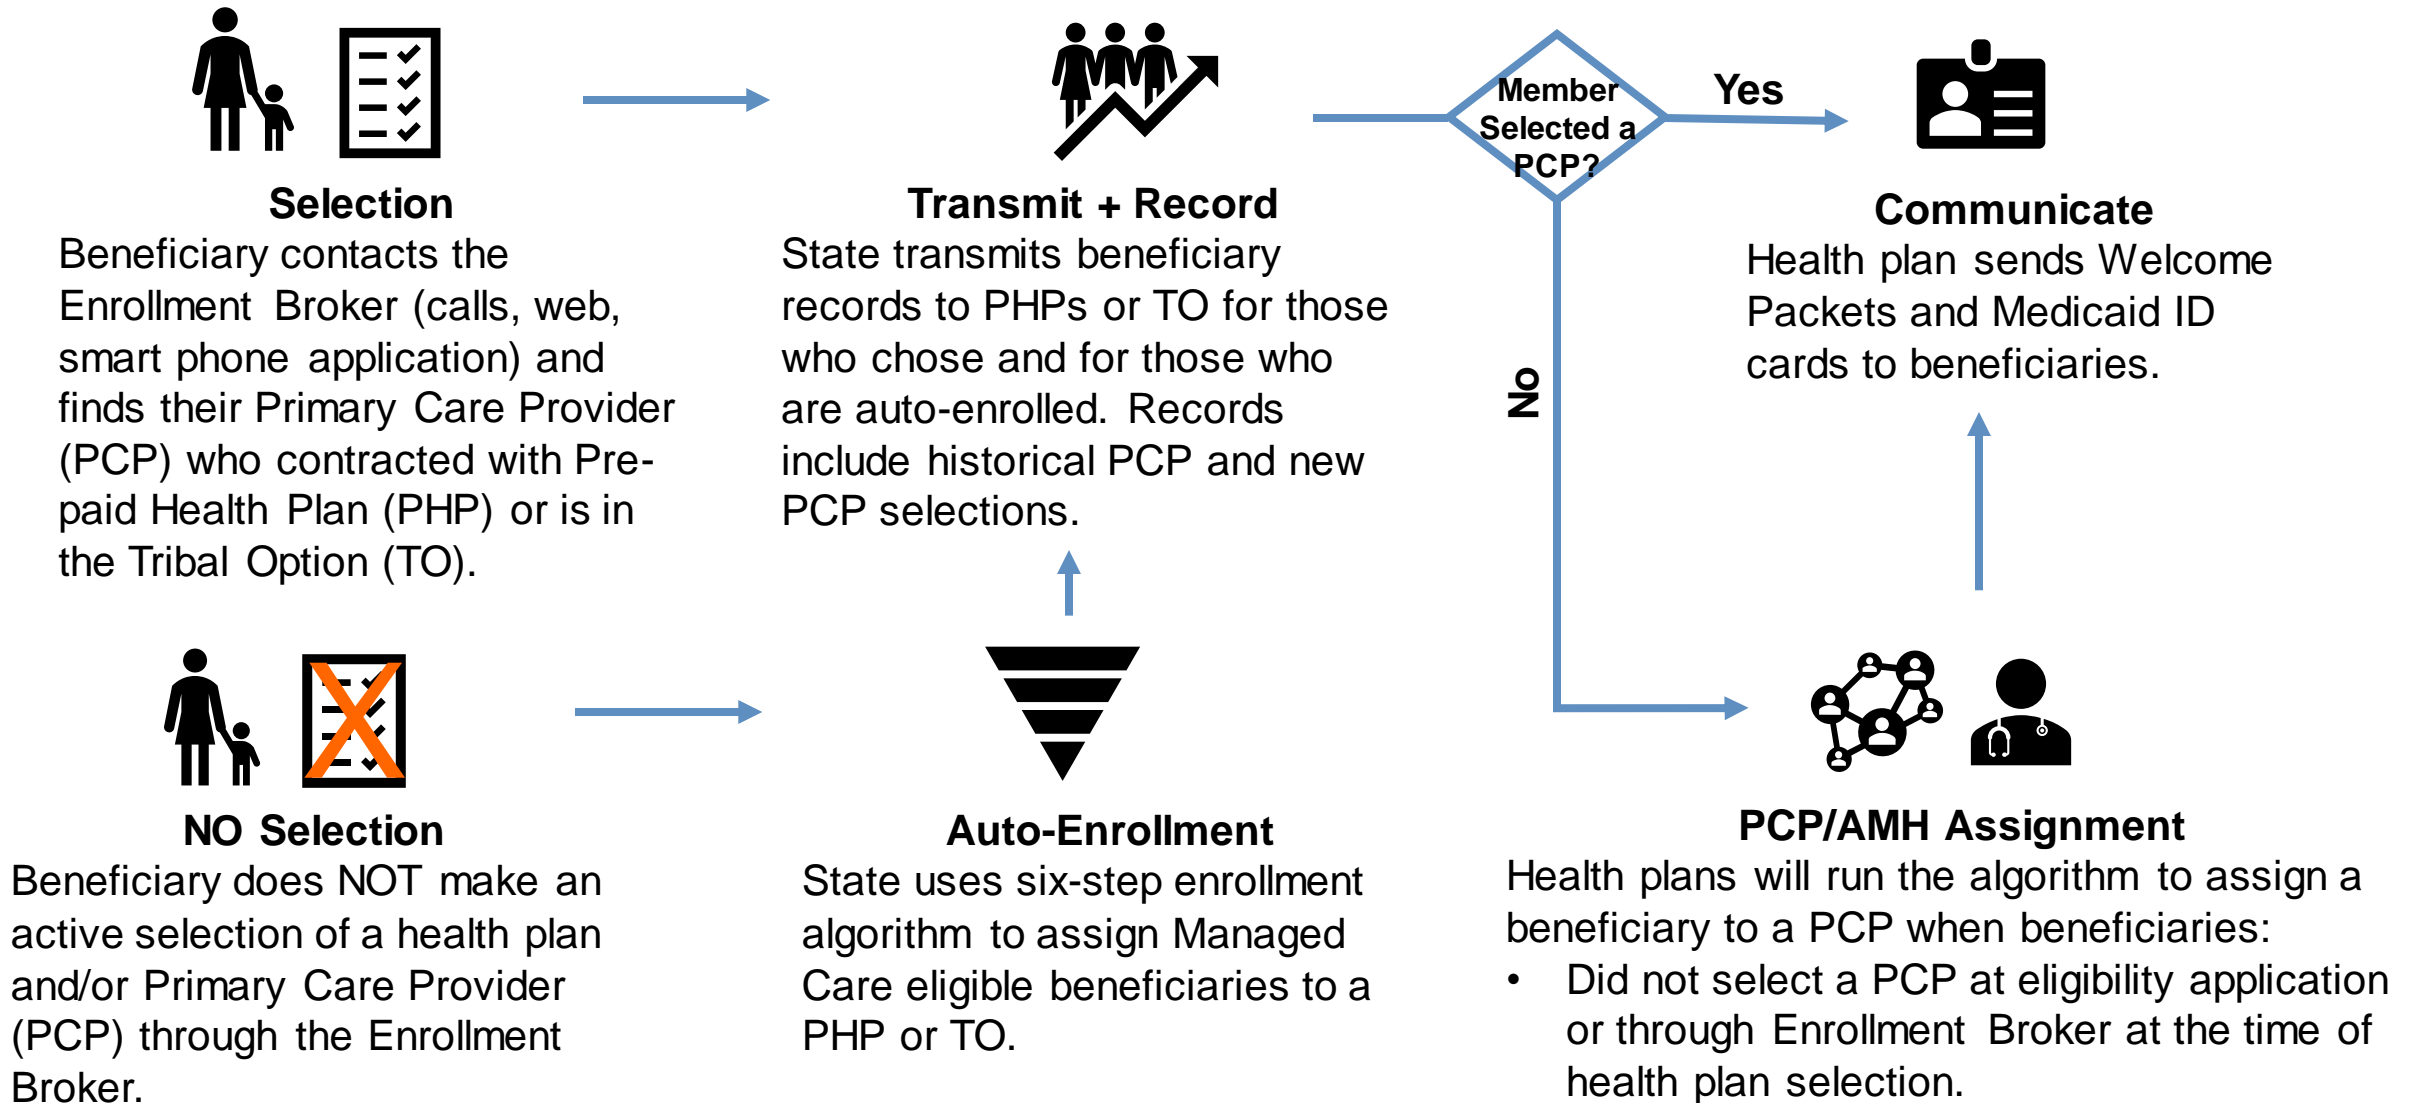 Selection
Beneficiary contacts the
Enrollment Broker (calls, web,
smart phone application) and
finds their Primary Care Provider
(PCP) who contracted with Pre-
paid Health Plan (PHP) or is in
the Tribal Option (TO).
Transmit + Record
State transmits beneficiary
records to PHPs or TO for those
who chose and for those who
are auto-enrolled. Records
include historical PCP and new
PCP selections.
Member
Selected a
PCP?
Yes
No
Communicate
Health plan sends Welcome
Packets and Medicaid ID
cards to beneficiaries.
NO Selection
Beneficiary does NOT make an
active selection of a health plan
and/or Primary Care Provider
(PCP) through the Enrollment
Broker.
Auto-Enrollment
State uses six-step enrollment
algorithm to assign Managed
Care eligible beneficiaries to a
PHP or TO.
PCP/AMH Assignment
Health plans will run the algorithm to assign a
beneficiary to a PCP when beneficiaries:
• Did not select a PCP at eligibility application
or through Enrollment Broker at the time of
health plan selection.